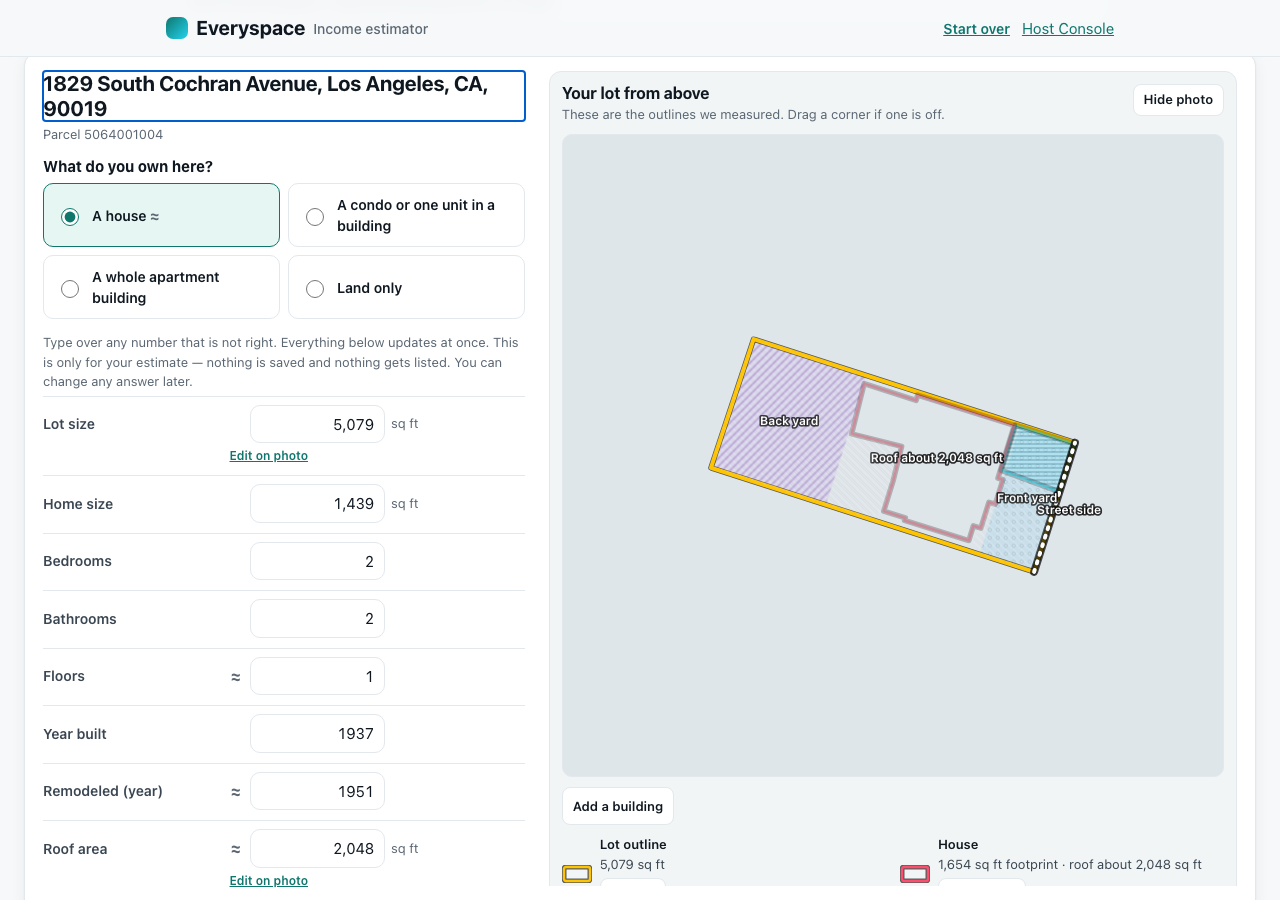 Everyspace Income estimator
Start over Host Console
1829 South Cochran Avenue, Los Angeles, CA,
90019
Parcel 5064001004
What do you own here?
A house ≈
A condo or one unit in a
building
A whole apartment
building
Land only
Type over any number that is not right. Everything below updates at once. This
is only for your estimate — nothing is saved and nothing gets listed. You can
change any answer later.
Lot size 5,079 sq ft
Edit on photo
Home size 1,439 sq ft
Bedrooms 2
Bathrooms 2
Floors ≈ 1
Year built 1937
Remodeled (year) ≈ 1951
Roof area ≈ 2,048 sq ft
Edit on photo
Your lot from above
These are the outlines we measured. Drag a corner if one is off.
Hide photo
Back yard
Roof about 2,048 sq ft
Front yard
Street side
Add a building
Lot outline
5,079 sq ft
House
1,654 sq ft footprint · roof about 2,048 sq ft